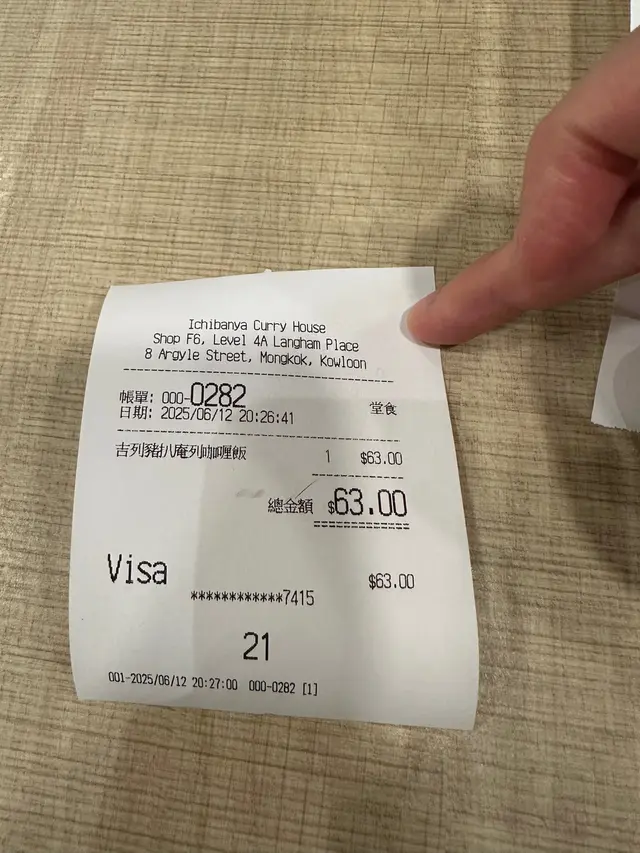 Ichibanya Curry House
Shop F6, Level 4A Langham Place
8 Argyle Street, Mongkok, Kowloon
帳單: 000-0282 堂食
日期: 2025/06/12 20:26:41
吉列豬扒庵列咖喱飯 1 $63.00
總金額 $63.00
Visa $63.00
************7415
21
001-2025/06/12 20:27:00 000-0282 [1]